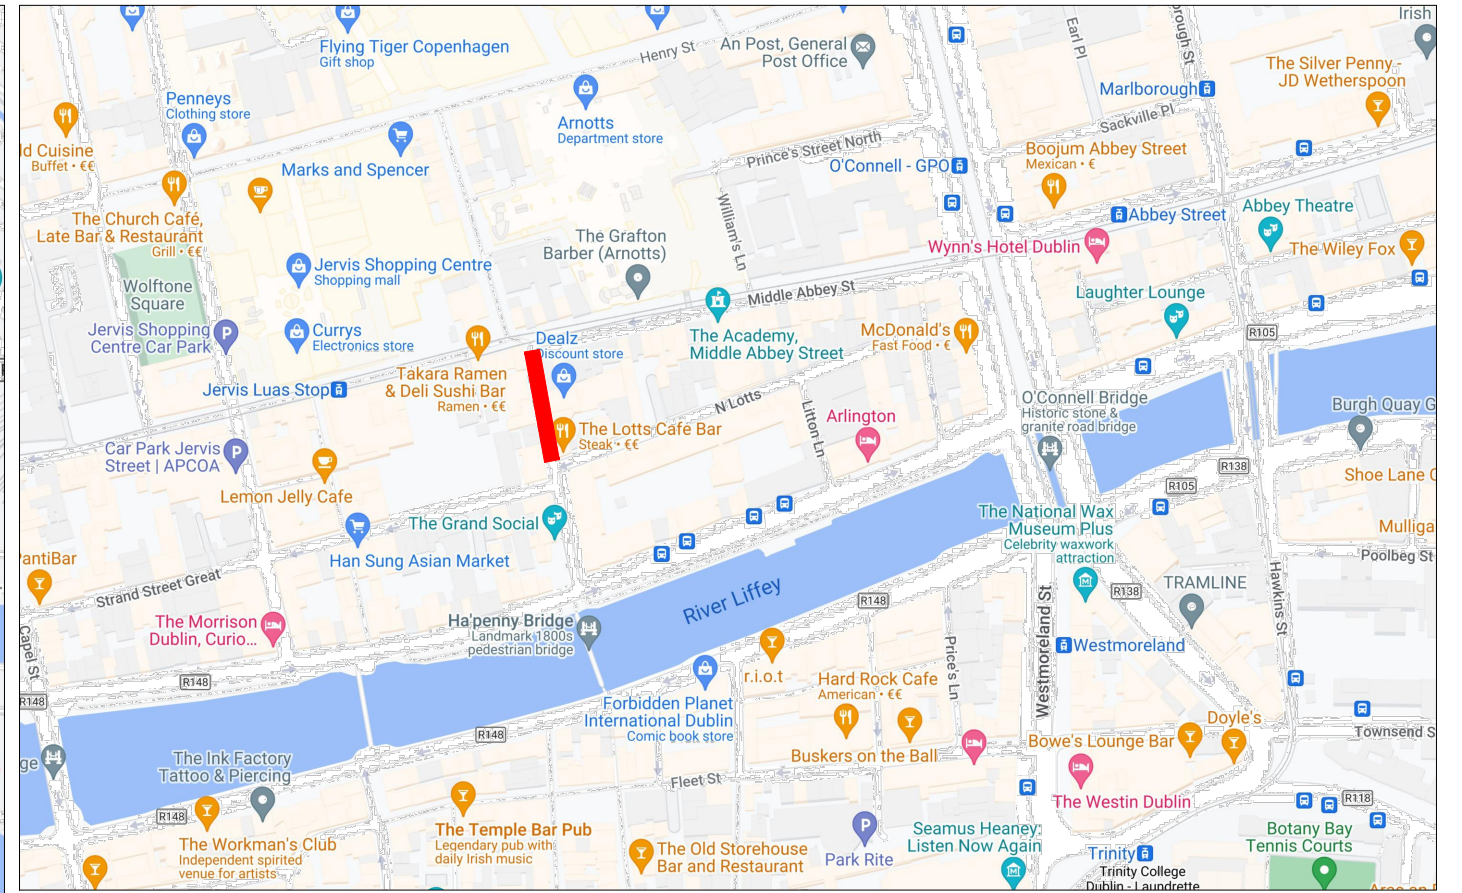 Flying Tiger Copenhagen
Gift shop
Henry St
An Post, General
Post Office
Earl Pl
orough St
Irish
The Silver Penny -
JD Wetherspoon
Penneys
Clothing store
Arnotts
Department store
Marlborough
Sackville Pl
ld Cuisine
Buffet • €€
Marks and Spencer
Prince's Street North
O'Connell - GPO
Boojum Abbey Street
Mexican • €
The Church Café,
Late Bar & Restaurant
Grill • €€
William's Ln
Abbey Street
Abbey Theatre
The Grafton
Barber (Arnotts)
Wynn's Hotel Dublin
The Wiley Fox
Jervis Shopping Centre
Shopping mall
Wolftone
Square
Middle Abbey St
Laughter Lounge
Jervis Shopping
Centre Car Park
Currys
Electronics store
Dealz
Discount store
The Academy,
Middle Abbey Street
McDonald's
Fast Food • €
R105
Takara Ramen
& Deli Sushi Bar
Ramen • €€
Jervis Luas Stop
N Lotts
Litton Ln
Arlington
O'Connell Bridge
Historic stone &
granite road bridge
Burgh Quay G
The Lotts Cafe Bar
Steak • €€
Car Park Jervis
Street | APCOA
R138
Shoe Lane C
Lemon Jelly Cafe
R105
The Grand Social
The National Wax
Museum Plus
Celebrity waxwork
attraction
Mulliga
Han Sung Asian Market
Poolbeg St
PantiBar
Strand Street Great
River Liffey
R148
R138
TRAMLINE
Hawkins St
The Morrison
Dublin, Curio...
Ha'penny Bridge
Landmark 1800s
pedestrian bridge
Capel St
Westmoreland St
Westmoreland
Price's Ln
R148
R148
r.i.o.t
Hard Rock Cafe
American • €€
Forbidden Planet
International Dublin
Comic book store
R148
Doyle's
Bowe's Lounge Bar
Townsend S
Buskers on the Ball
ge
The Ink Factory
Tattoo & Piercing
Fleet St
The Westin Dublin
R118
R148
The Temple Bar Pub
Legendary pub with
daily Irish music
The Workman's Club
Independent spirited
venue for artists
The Old Storehouse
Bar and Restaurant
Park Rite
Seamus Heaney:
Listen Now Again
Botany Bay
Tennis Courts
Trinity
Trinity College
Dublin - Laundrette